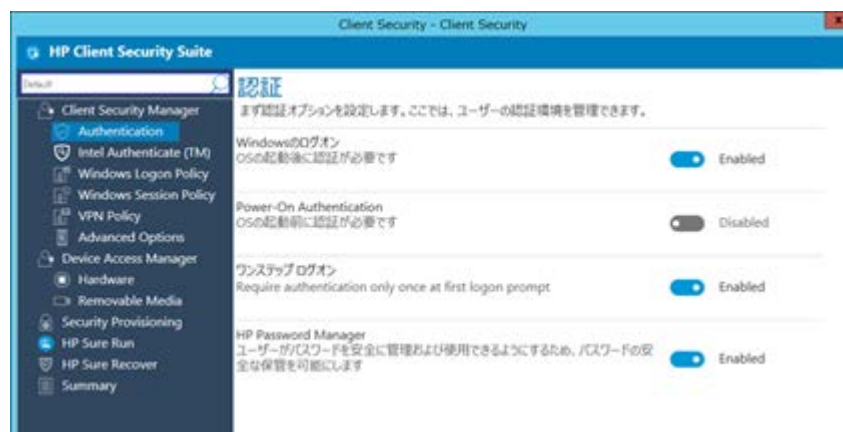 Client Security - Client Security
HP Client Security Suite
Default
Client Security Manager
Authentication
Intel Authenticate (TM)
Windows Logon Policy
Windows Session Policy
VPN Policy
Advanced Options
Device Access Manager
Hardware
Removable Media
Security Provisioning
HP Sure Run
HP Sure Recover
Summary
認証
まず認証オプションを設定します。ここでは、ユーザーの認証環境を管理できます。
Windowsのログオン
OSの起動後に認証が必要です
Enabled
Power-On Authentication
OSの起動前に認証が必要です
Disabled
ワンステップ ログオン
Require authentication only once at first logon prompt
Enabled
HP Password Manager
ユーザーがパスワードを安全に管理および使用できるようにするため、パスワードの安
全な保管を可能にします
Enabled